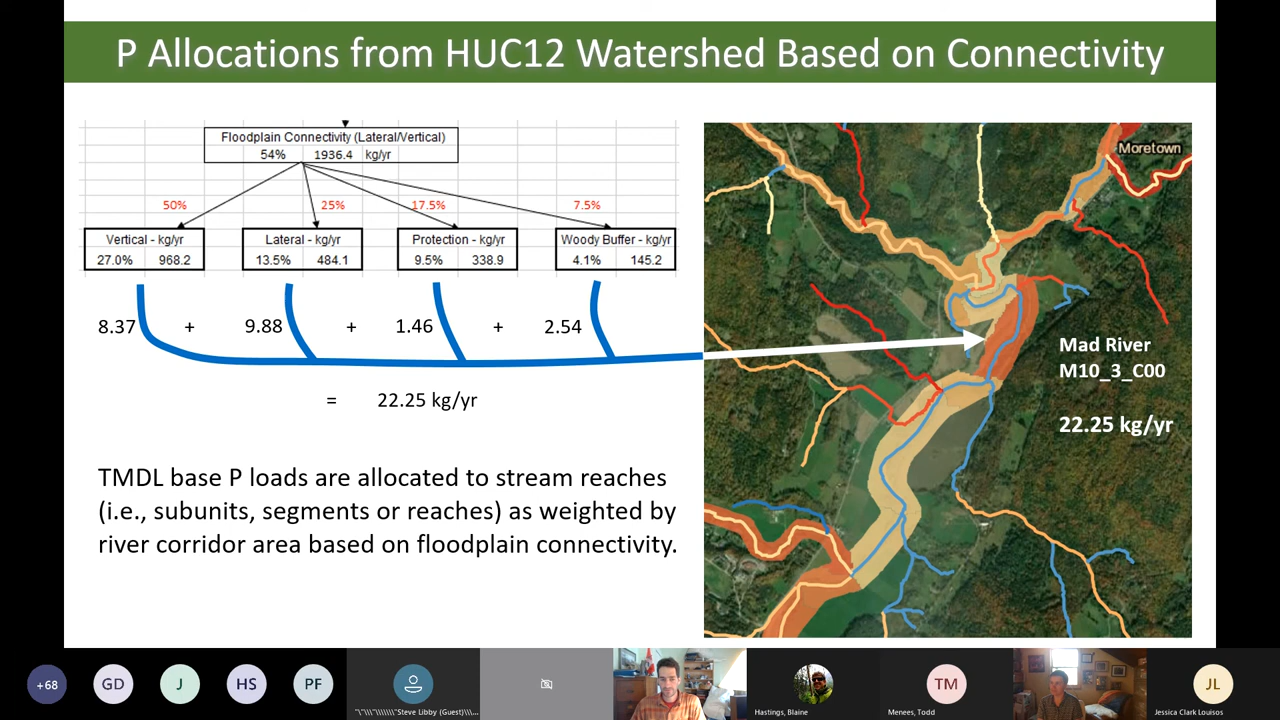 P Allocations from HUC12 Watershed Based on Connectivity
Floodplain Connectivity (Lateral/Vertical)
54% 1936.4 kg/yr
50% 25% 17.5% 7.5%
Vertical - kg/yr
27.0% 968.2
Lateral - kg/yr
13.5% 484.1
Protection - kg/yr
9.5% 338.9
Woody Buffer - kg/yr
4.1% 145.2
8.37 + 9.88 + 1.46 + 2.54
= 22.25 kg/yr
TMDL base P loads are allocated to stream reaches
(i.e., subunits, segments or reaches) as weighted by
river corridor area based on floodplain connectivity.
Moretown
Mad River
M10_3_C00
22.25 kg/yr
+68
GD
J
HS
PF
"\"\\\"\\\\\\\"Steve Libby (Guest)\\\...
Hastings, Blaine
TM
Menees, Todd
JL
Jessica Clark Louisos